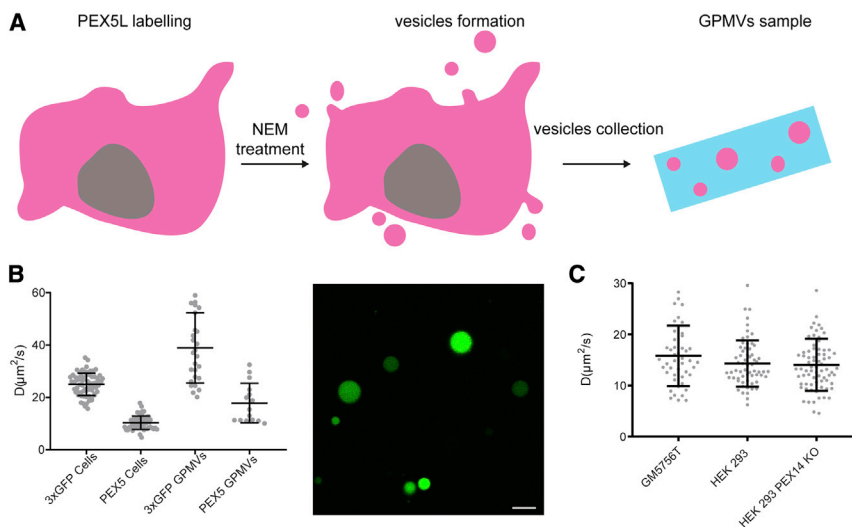 A
PEX5L labelling
vesicles formation
GPMVs sample
NEM
treatment
vesicles collection
B
D(μm²/s)
60
40
20
0
3xGFP Cells
PEX5 Cells
3xGFP GPMVs
PEX5 GPMVs
C
D(μm²/s)
30
20
10
0
GM5756T
HEK 293
HEK 293 PEX14 KO